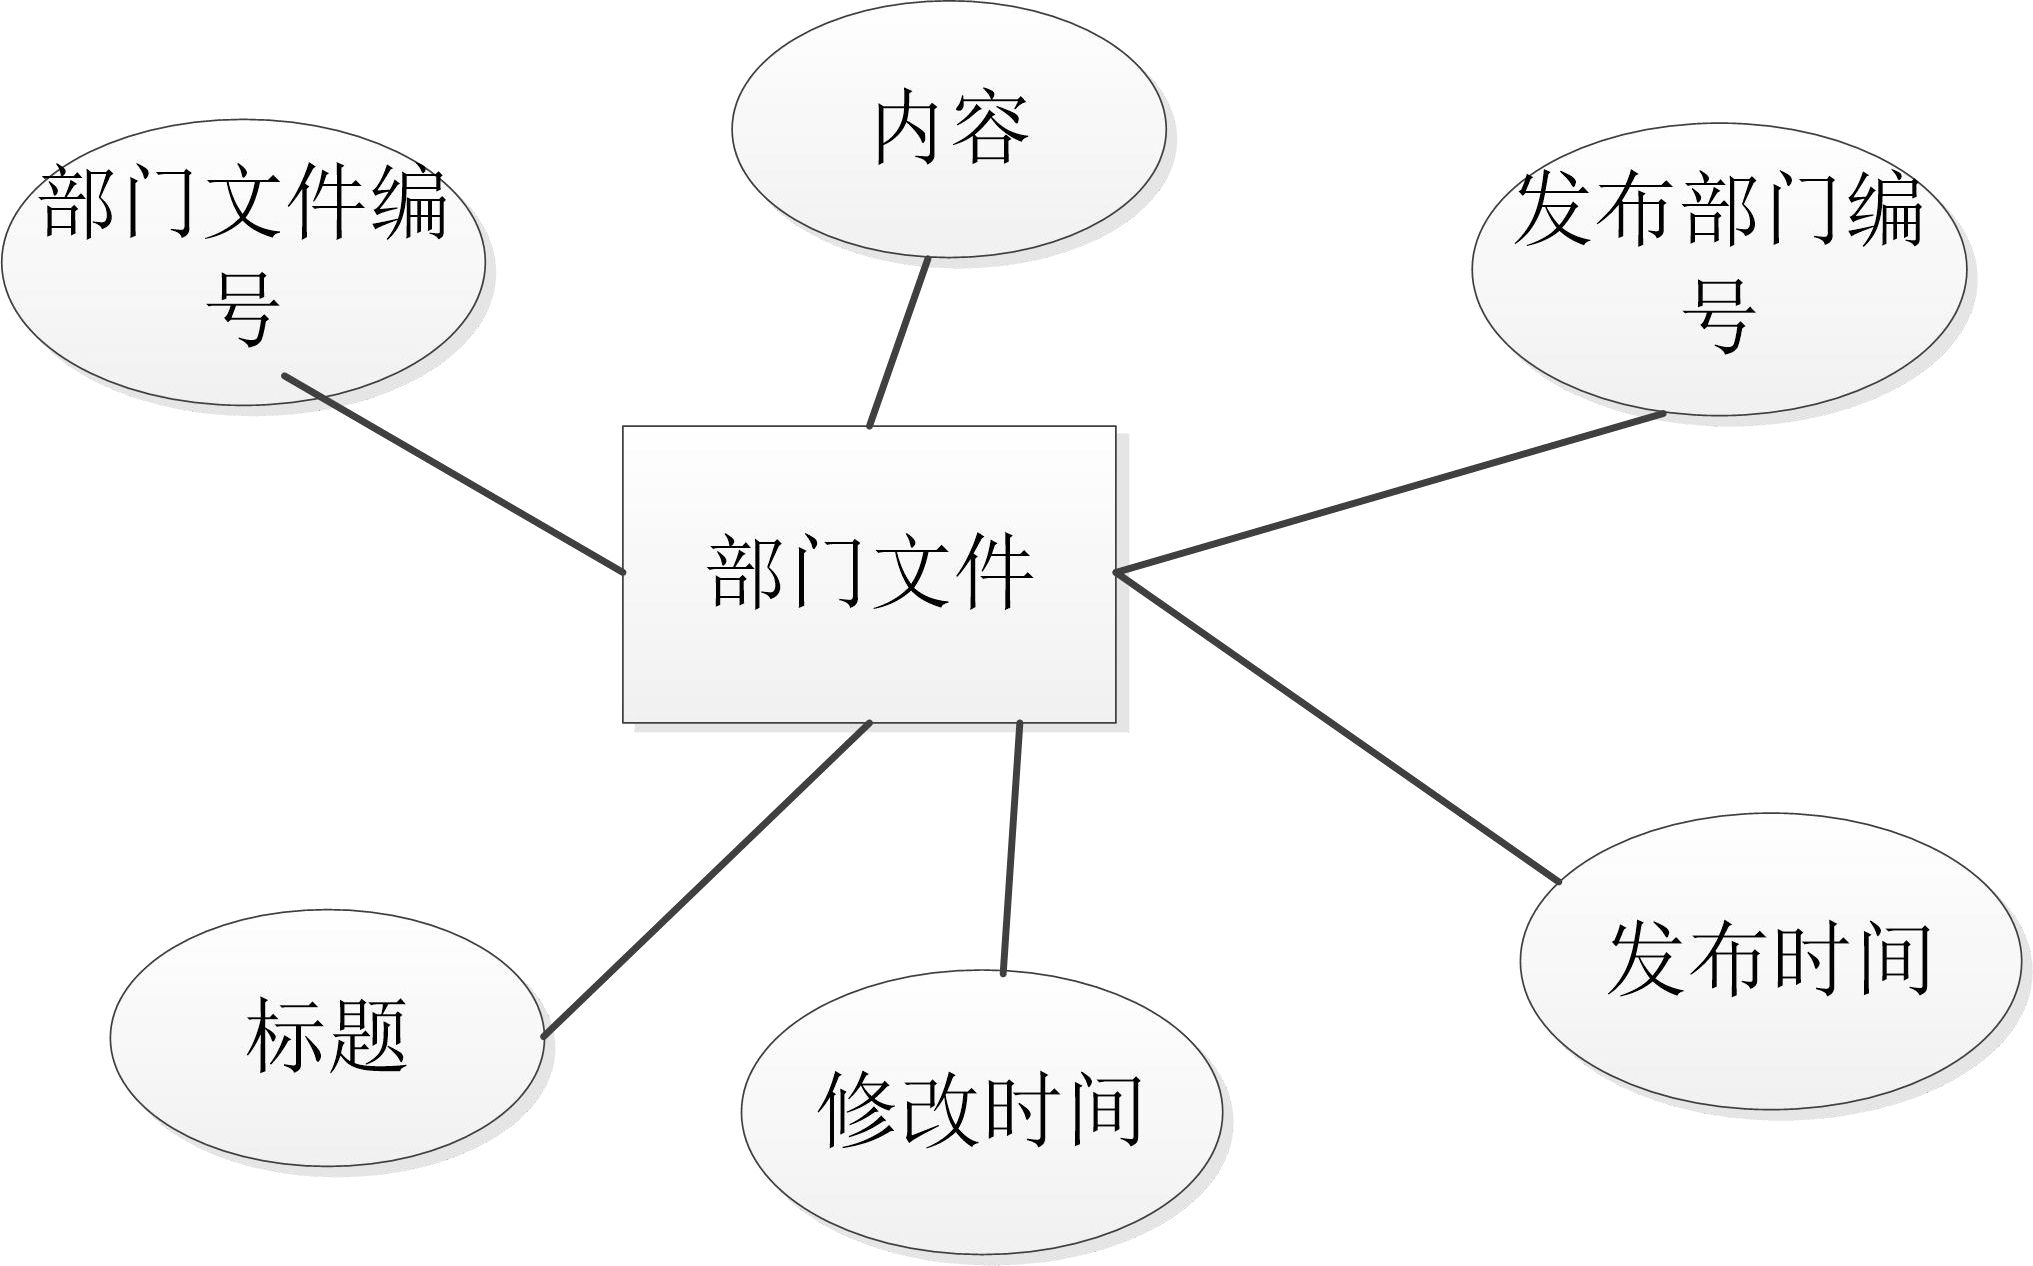 内容
部门文件编
号
发布部门编
号
部门文件
发布时间
标题
修改时间